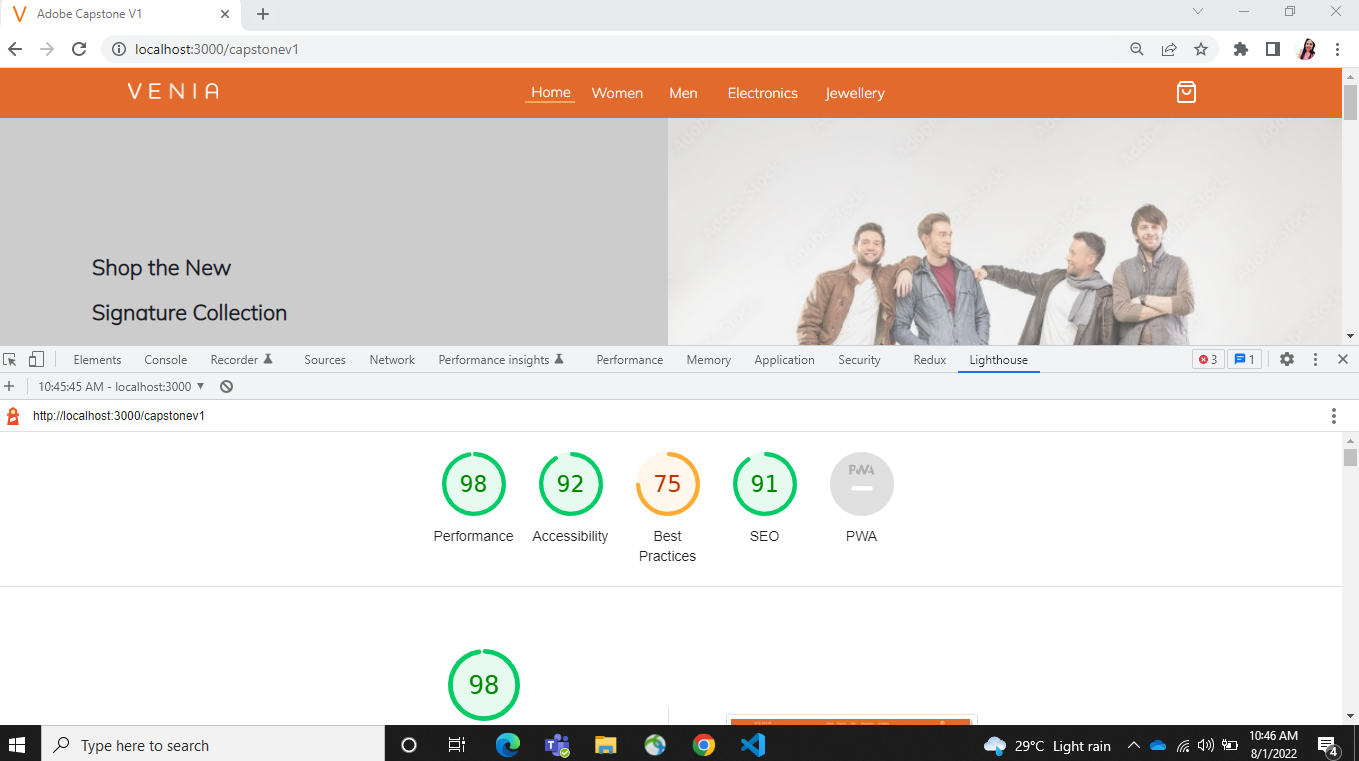 Adobe Capstone V1
localhost:3000/capstonev1
VENIA
Home Women Men Electronics Jewellery
Shop the New
Signature Collection
Elements Console Recorder Sources Network Performance insights Performance Memory Application Security Redux Lighthouse 3 1
10:45:45 AM - localhost:3000
http://localhost:3000/capstonev1
98 92 75 91 PWA
Performance Accessibility Best Practices SEO PWA
98
Type here to search
29°C Light rain
10:46 AM
8/1/2022
4